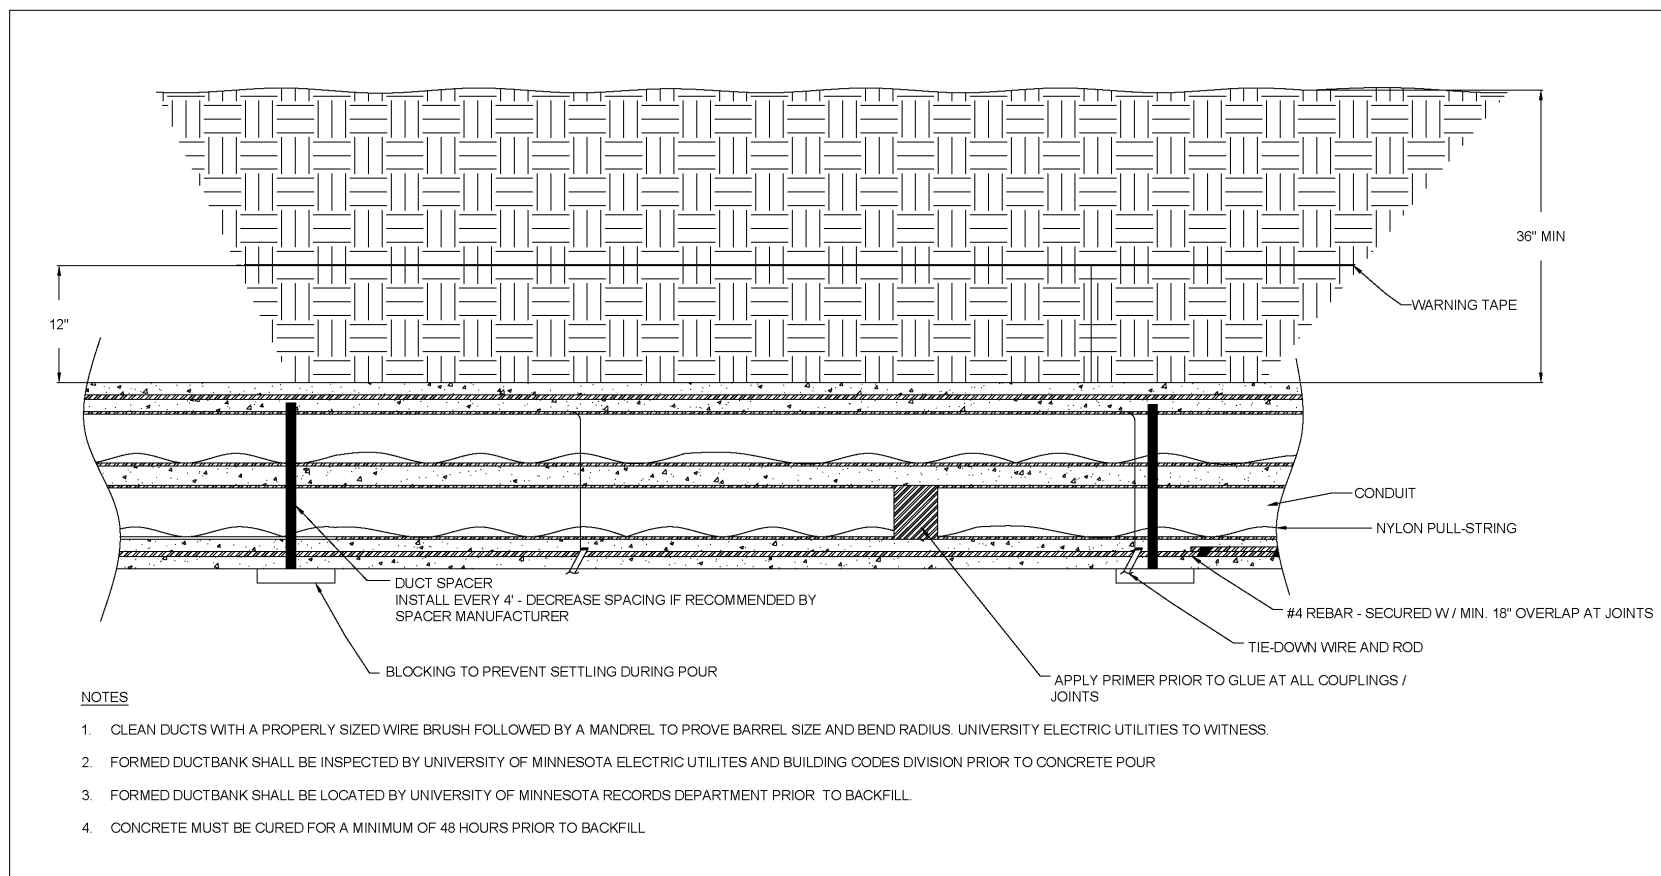 36" MIN
WARNING TAPE
12"
CONDUIT
NYLON PULL-STRING
DUCT SPACER
INSTALL EVERY 4' - DECREASE SPACING IF RECOMMENDED BY
SPACER MANUFACTURER
#4 REBAR - SECURED W / MIN. 18" OVERLAP AT JOINTS
TIE-DOWN WIRE AND ROD
BLOCKING TO PREVENT SETTLING DURING POUR
APPLY PRIMER PRIOR TO GLUE AT ALL COUPLINGS /
JOINTS
NOTES
1. CLEAN DUCTS WITH A PROPERLY SIZED WIRE BRUSH FOLLOWED BY A MANDREL TO PROVE BARREL SIZE AND BEND RADIUS. UNIVERSITY ELECTRIC UTILITIES TO WITNESS.
2. FORMED DUCTBANK SHALL BE INSPECTED BY UNIVERSITY OF MINNESOTA ELECTRIC UTILITES AND BUILDING CODES DIVISION PRIOR TO CONCRETE POUR
3. FORMED DUCTBANK SHALL BE LOCATED BY UNIVERSITY OF MINNESOTA RECORDS DEPARTMENT PRIOR TO BACKFILL.
4. CONCRETE MUST BE CURED FOR A MINIMUM OF 48 HOURS PRIOR TO BACKFILL